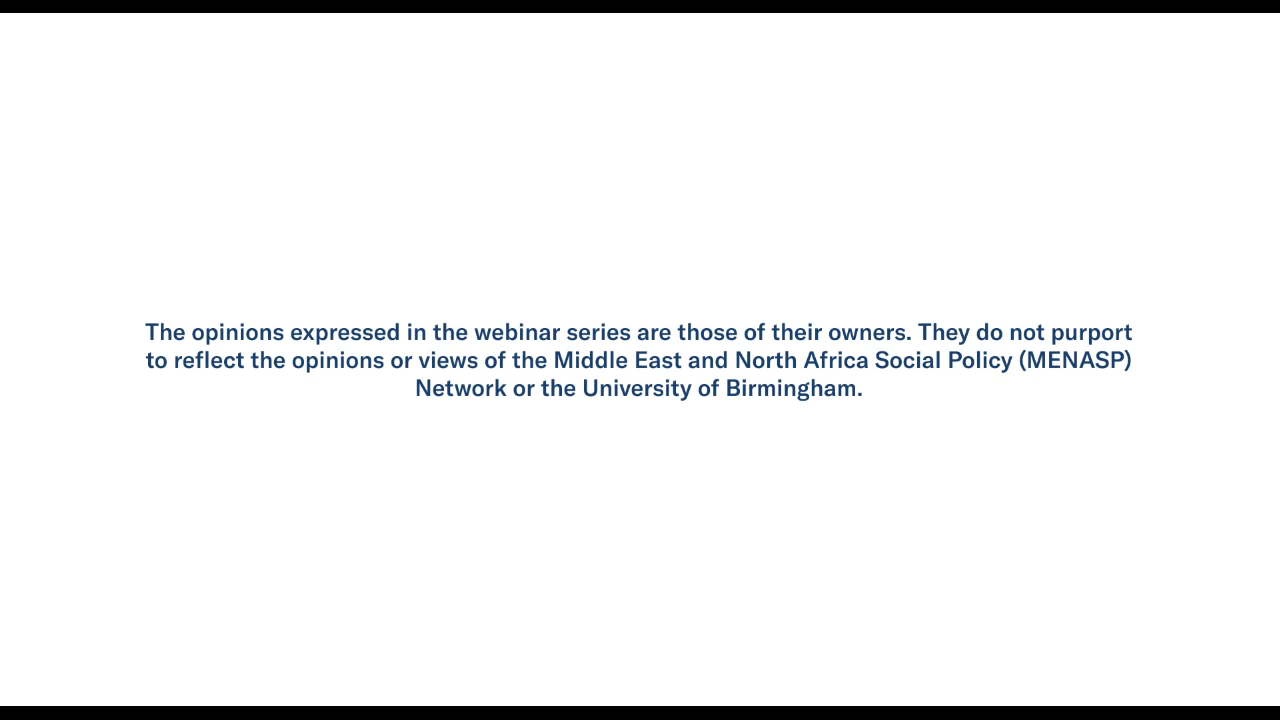 The opinions expressed in the webinar series are those of their owners. They do not purport
to reflect the opinions or views of the Middle East and North Africa Social Policy (MENASP)
Network or the University of Birmingham.